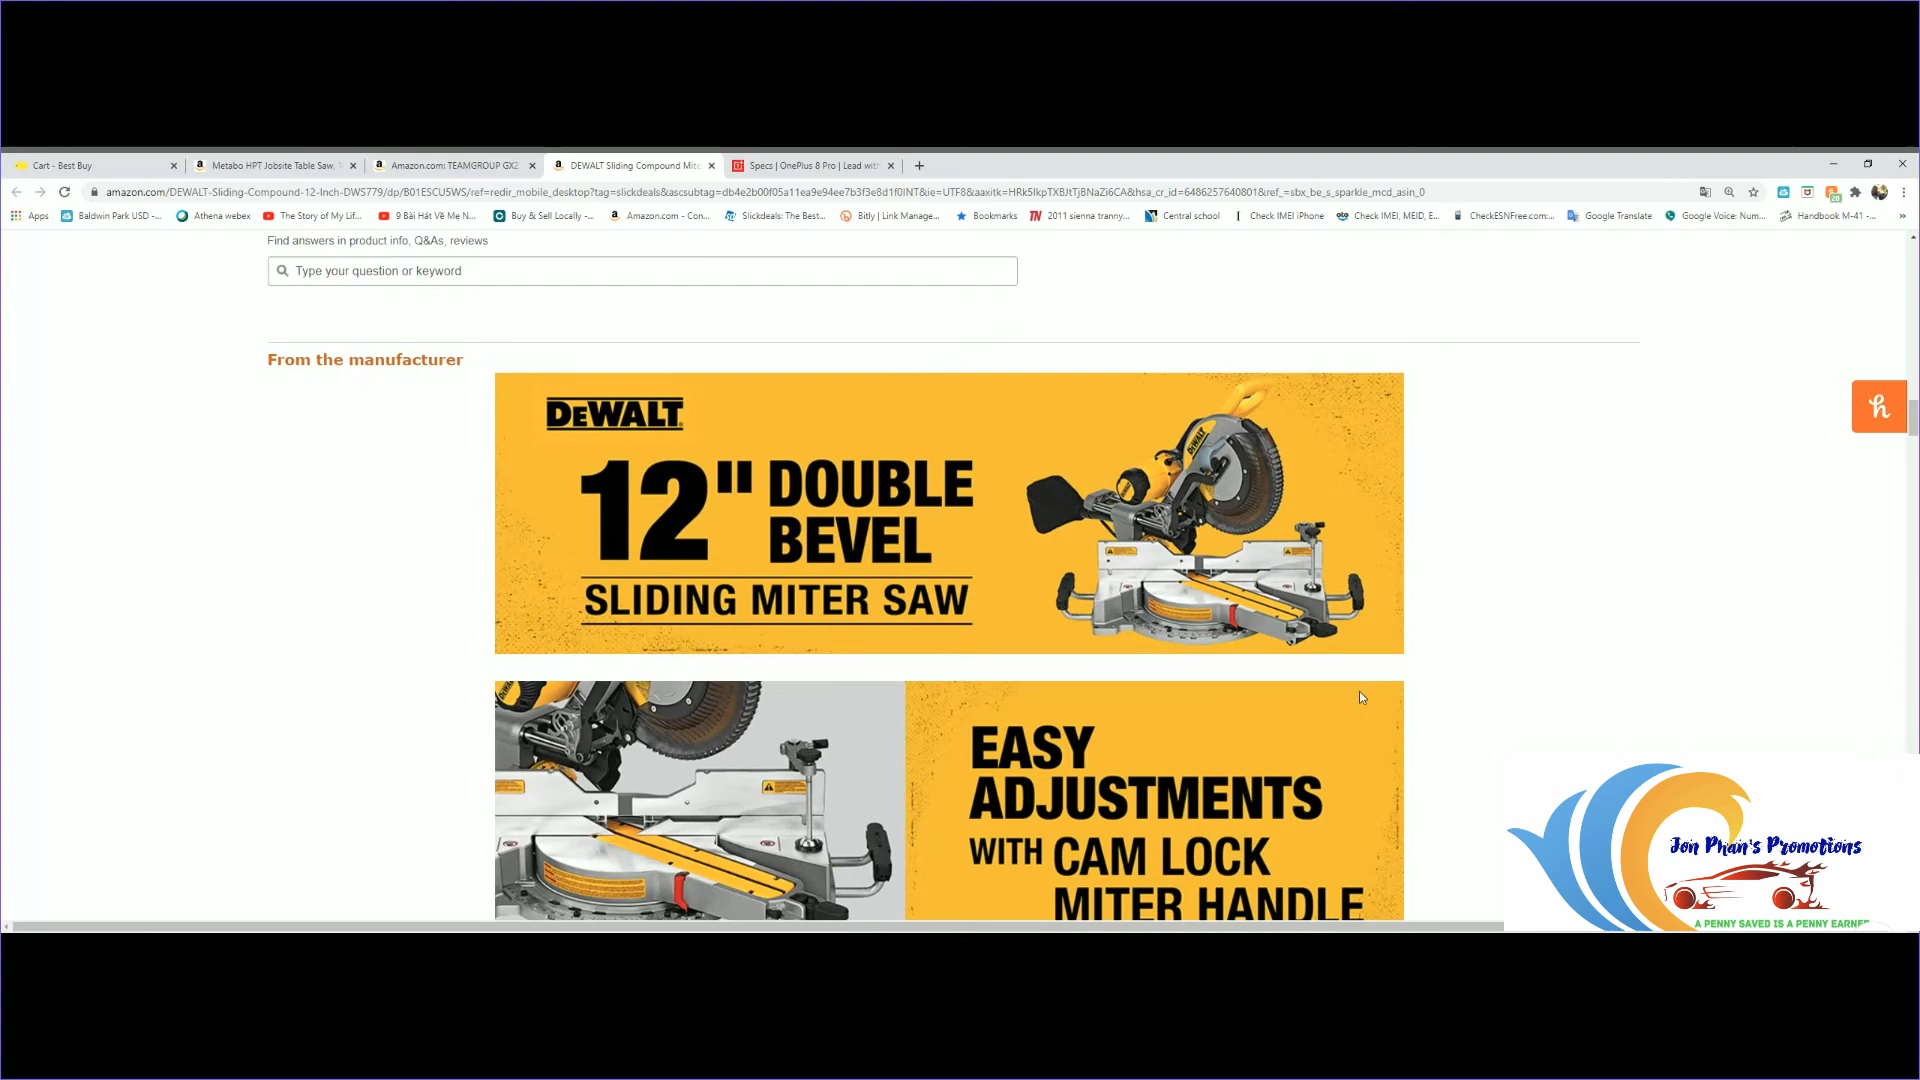 Cart - Best Buy
Metabo HPT Jobsite Table Saw, 1
Amazon.com: TEAMGROUP GX2
DEWALT Sliding Compound Mite
Specs | OnePlus 8 Pro | Lead with
amazon.com/DEWALT-Sliding-Compound-12-Inch-DWS779/dp/B01ESCU5WS/ref=redir_mobile_desktop?tag=slickdeals&ascsubtag=db4e2b00f05a11ea9e94ee7b3f3e8d1f0INT&ie=UTF8&aaxitk=HRk5IkpTXBJtTjBNaZi6CA&hsa_cr_id=6486257640801&ref_=sbx_be_s_sparkle_mcd_asin_0
Apps
Baldwin Park USD -...
Athena webex
The Story of My Lif...
9 Bài Hát Về Mẹ N...
Buy & Sell Locally -...
Amazon.com - Con...
Slickdeals: The Best...
Bitly | Link Manage...
Bookmarks
TN 2011 sienna tranny...
Central school
Check IMEI iPhone
Check IMEI, MEID, E...
CheckESNFree.com:...
Google Translate
Google Voice: Num...
Handbook M-41 -...
Find answers in product info, Q&As, reviews
Type your question or keyword
From the manufacturer
DEWALT
12" DOUBLE
BEVEL
SLIDING MITER SAW
EASY
ADJUSTMENTS
WITH CAM LOCK
MITER HANDLE
Jon Phan's Promotions
A PENNY SAVED IS A PENNY EARNED